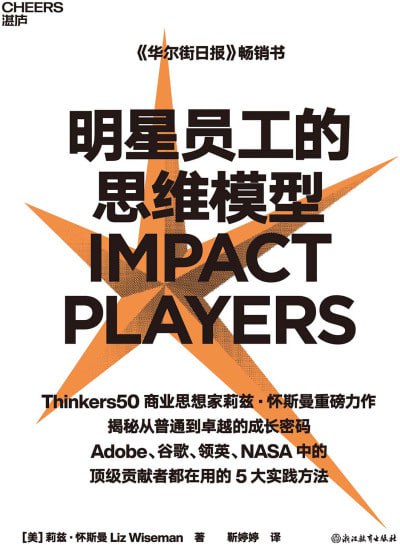 CHEERS
湛庐
《华尔街日报》畅销书
明星员工的
思维模型
IMPACT
PLAYERS
Thinkers50 商业思想家莉兹·怀斯曼重磅力作
揭秘从普通到卓越的成长密码
Adobe、谷歌、领英、NASA 中的
顶级贡献者都在用的 5 大实践方法
[美] 莉兹·怀斯曼 Liz Wiseman 著 靳婷婷 译
浙江教育出版社